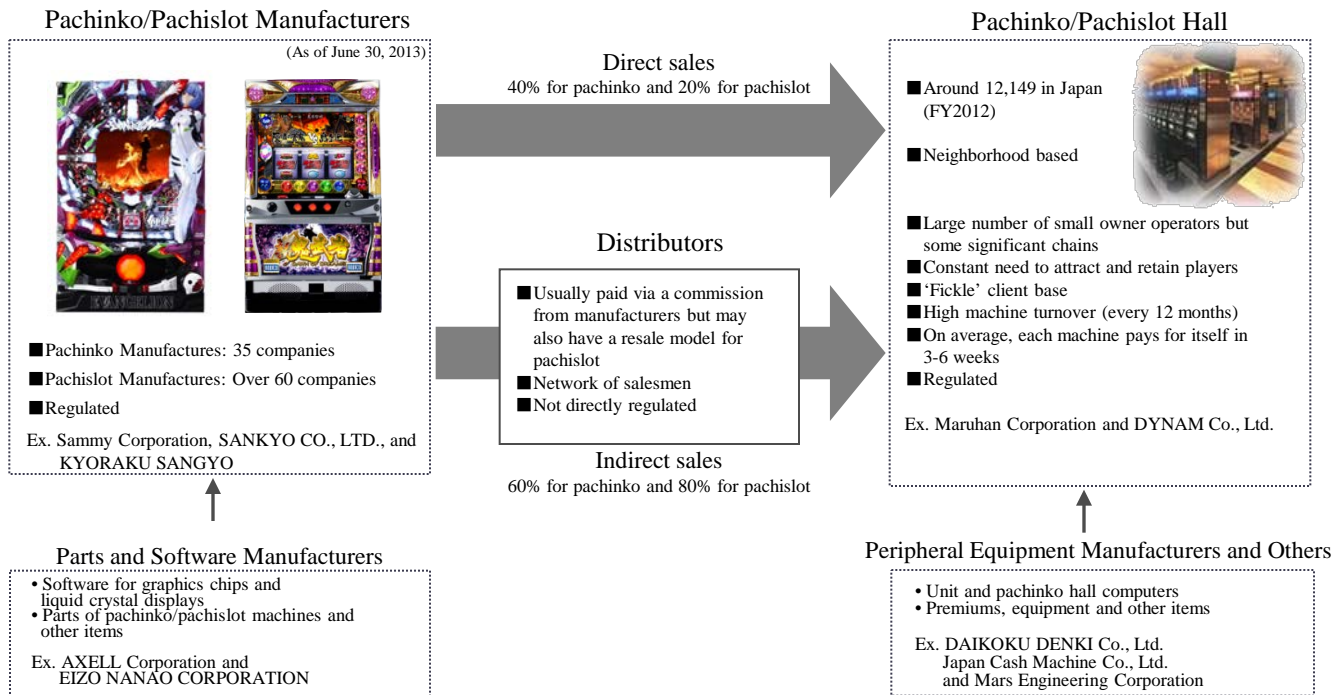 Pachinko/Pachislot Manufacturers
(As of June 30, 2013)
EVANGELION
■Pachinko Manufactures: 35 companies
■Pachislot Manufactures: Over 60 companies
■Regulated
Ex. Sammy Corporation, SANKYO CO., LTD., and
KYORAKU SANGYO
Direct sales
40% for pachinko and 20% for pachislot
Distributors
■Usually paid via a commission
from manufacturers but may
also have a resale model for
pachislot
■Network of salesmen
■Not directly regulated
Indirect sales
60% for pachinko and 80% for pachislot
Pachinko/Pachislot Hall
■Around 12,149 in Japan
(FY2012)
■Neighborhood based
■Large number of small owner operators but
some significant chains
■Constant need to attract and retain players
■‘Fickle’ client base
■High machine turnover (every 12 months)
■On average, each machine pays for itself in
3-6 weeks
■Regulated
Ex. Maruhan Corporation and DYNAM Co., Ltd.
Parts and Software Manufacturers
• Software for graphics chips and
liquid crystal displays
• Parts of pachinko/pachislot machines and
other items
Ex. AXELL Corporation and
EIZO NANAO CORPORATION
Peripheral Equipment Manufacturers and Others
• Unit and pachinko hall computers
• Premiums, equipment and other items
Ex. DAIKOKU DENKI Co., Ltd.
Japan Cash Machine Co., Ltd.
and Mars Engineering Corporation